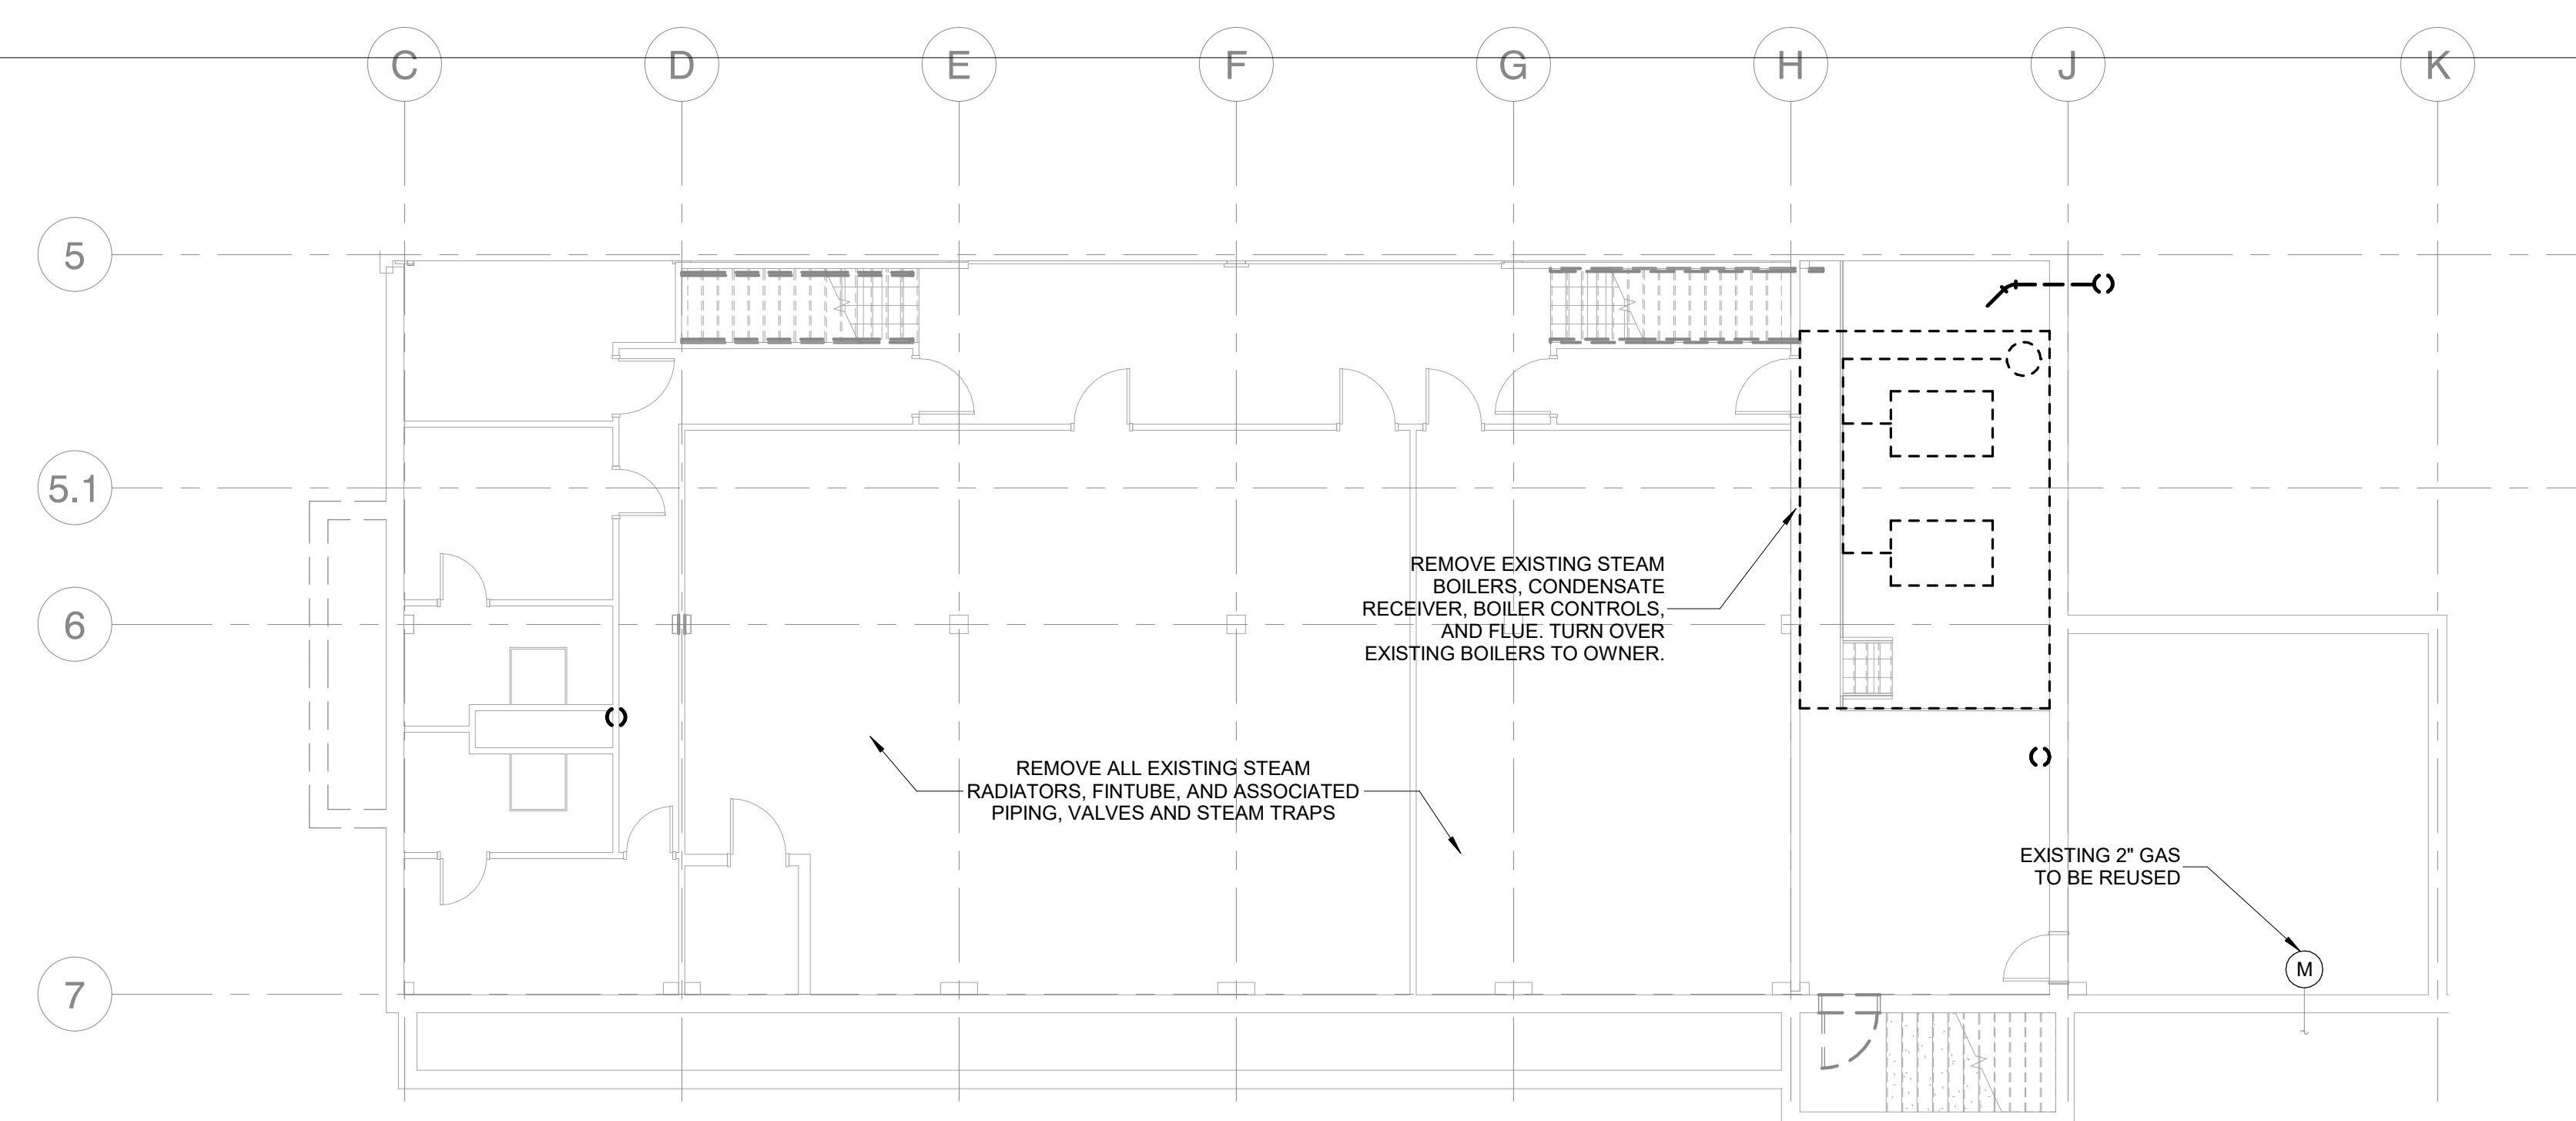 C D E F G H J K
5
5.1
REMOVE EXISTING STEAM
BOILERS, CONDENSATE
RECEIVER, BOILER CONTROLS,
AND FLUE. TURN OVER
EXISTING BOILERS TO OWNER.
6
REMOVE ALL EXISTING STEAM
RADIATORS, FINTUBE, AND ASSOCIATED
PIPING, VALVES AND STEAM TRAPS
EXISTING 2" GAS
TO BE REUSED
M
7